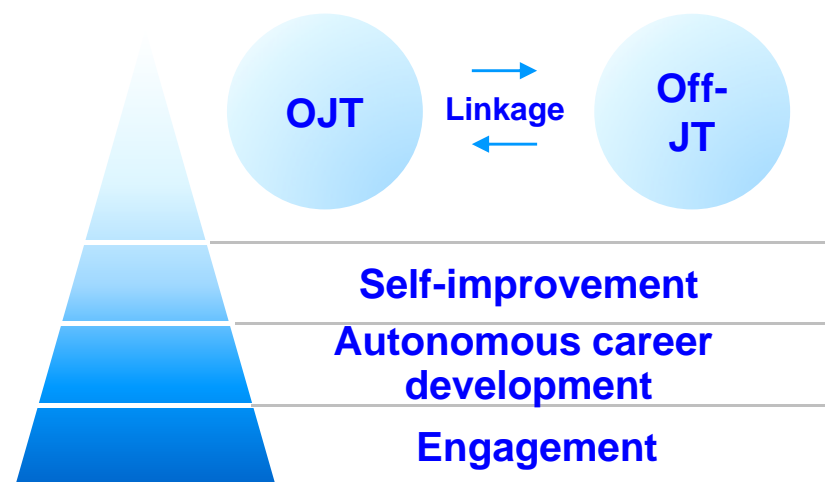 OJT
Linkage
Off-
JT
Self-improvement
Autonomous career
development
Engagement